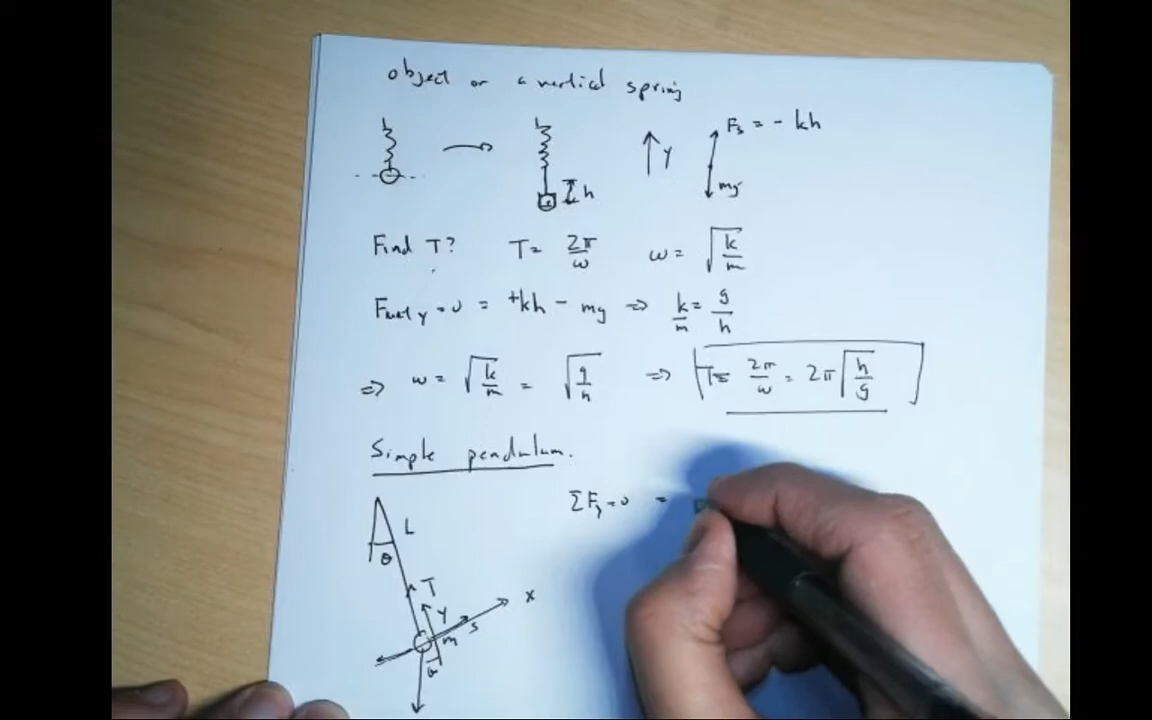 object on a vertical spring
h
y
Fs = - kh
mg
Find T? T = 2π/ω ω = √(k/m)
Fnet y = 0 = +kh - mg ⇒ k/m = g/h
⇒ ω = √(k/m) = √(g/h) ⇒ T = 2π/ω = 2π√(h/g)
Simple pendulum.
ΣFy = 0 =
L
θ
T
x
y
s
m
θ